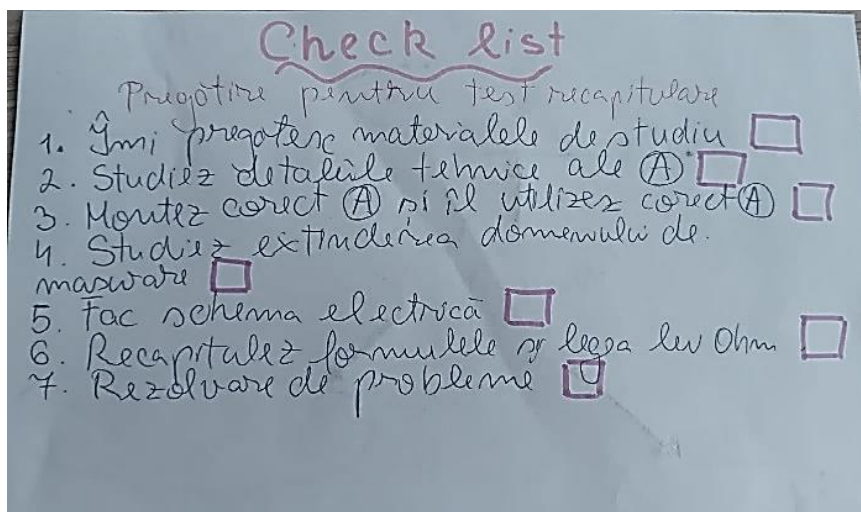 Check list
Pregătire pentru test recapitulare
1. Îmi pregătesc materialele de studiu
2. Studiez detaliile tehnice ale Ⓐ
3. Montez corect Ⓐ și îl utilizez corect Ⓐ
4. Studiez extinderea domeniului de
masurare
5. Fac schema electrică
6. Recapitulez formulele și legea lui Ohm
7. Rezolvare de probleme